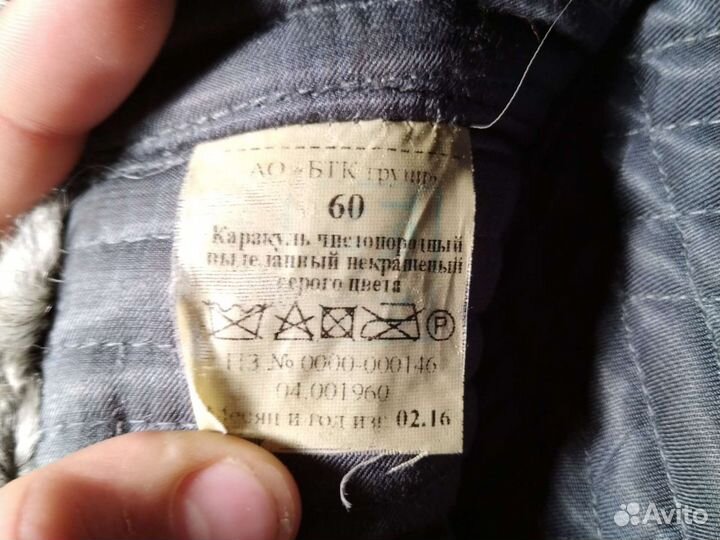 АО «БТК групп»
60
Каракуль чистопородный
выделанный некрашеный
серого цвета
P
ПЗ № 0000-000146
04.001960
Месяц и год изг 02.16
Avito